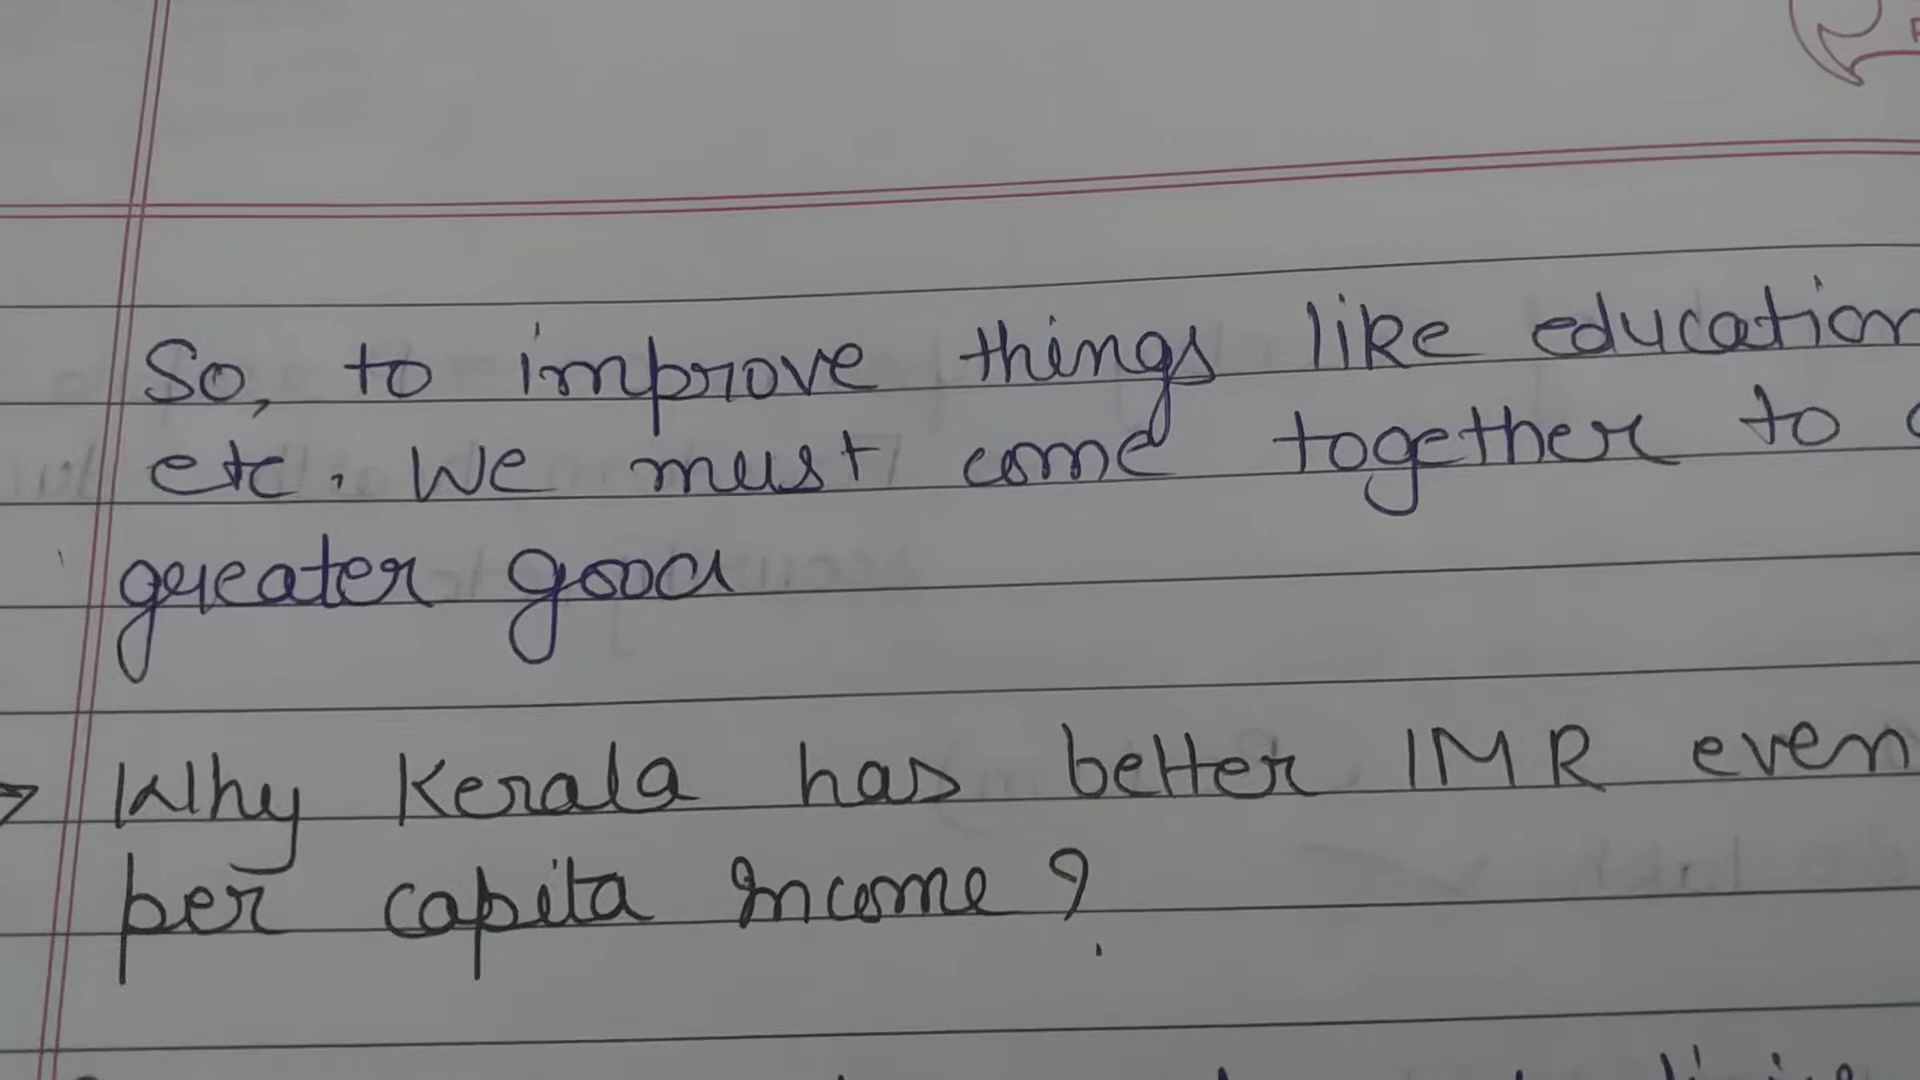 So, to improve things like education
etc. We must come together to
greater good
Why Kerala has better IMR even
per capita Income?